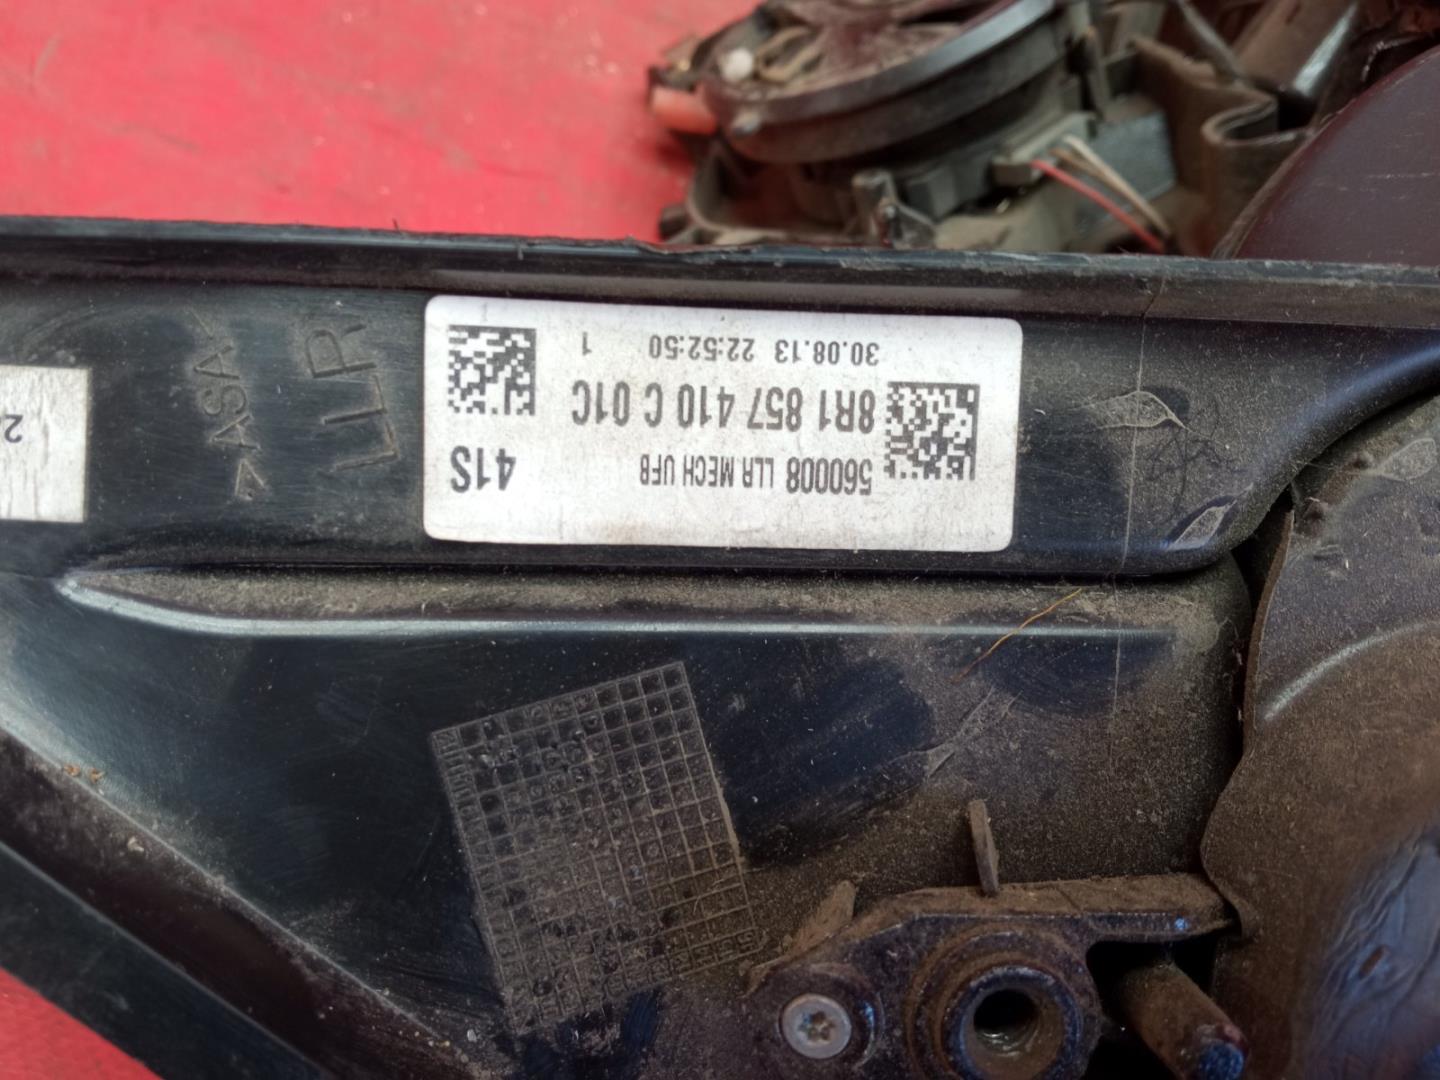 560008 LLR MECH UFB
41S
8R1 857 410 C 01C
30.08.13 22:52:50
1
LLR
>ASA<